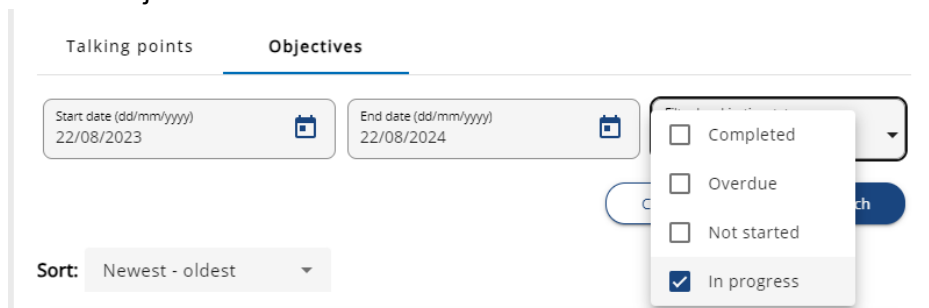 Talking points Objectives
Start date (dd/mm/yyyy) End date (dd/mm/yyyy)
22/08/2023 22/08/2024
Completed
Overdue
Not started
Sort: Newest - oldest
In progress